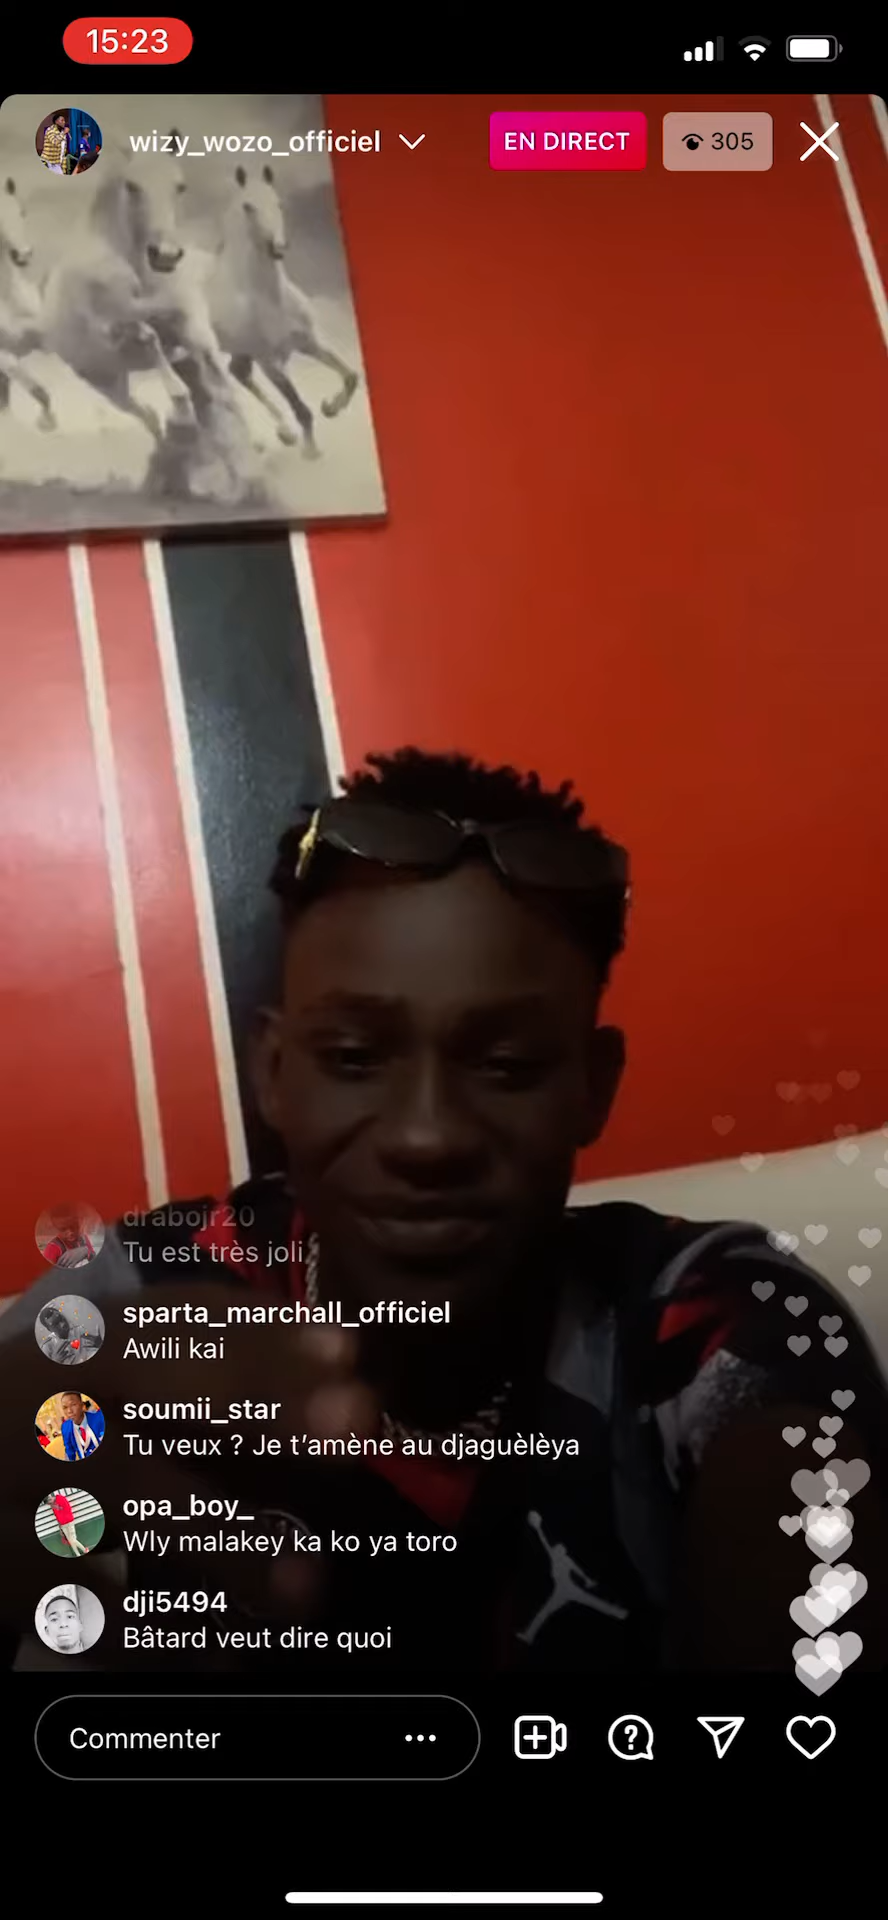 15:23
wizy_wozo_officiel
EN DIRECT
305
drabojr20
Tu est très joli
sparta_marchall_officiel
Awili kai
soumii_star
Tu veux ? Je t’amène au djaguèlèya
opa_boy_
Wly malakey ka ko ya toro
dji5494
Bâtard veut dire quoi
Commenter